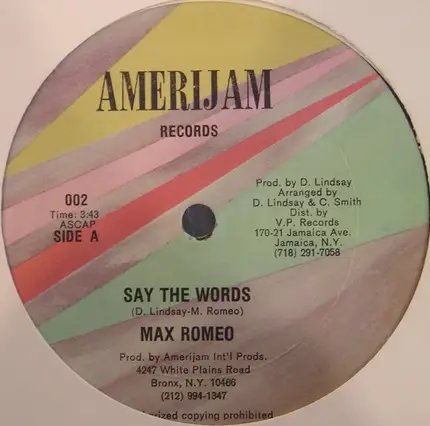 AMERIJAM
RECORDS
002
Time: 3:43
ASCAP
SIDE A
Prod. by D. Lindsay
Arranged by
D. Lindsay & C. Smith
Dist. by
V.P. Records
170-21 Jamaica Ave.
Jamaica, N.Y.
(718) 291-7058
SAY THE WORDS
(D. Lindsay-M. Romeo)
MAX ROMEO
Prod. by Amerijam Int'l Prods.
4247 White Plains Road
Bronx, N.Y. 10466
(212) 994-1347
copying prohibited